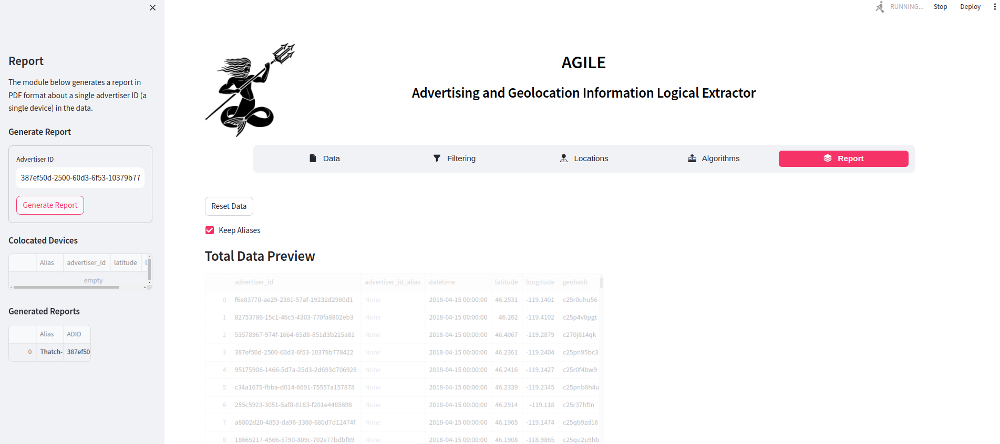 RUNNING...
Stop
Deploy
Report
The module below generates a report in
PDF format about a single advertiser ID (a
single device) in the data.
Generate Report
Advertiser ID
387ef50d-2500-60d3-6f53-10379b77
Generate Report
Colocated Devices
Alias advertiser_id latitude l
empty
Generated Reports
Alias ADID
0 Thatch- 387ef50
AGILE
Advertising and Geolocation Information Logical Extractor
Data
Filtering
Locations
Algorithms
Report
Reset Data
Keep Aliases
Total Data Preview
advertiser_id advertiser_id_alias datetime latitude longitude geohash
0 f6e83770-ae29-2381-57af-19232d2980d1 None 2018-04-15 00:00:00 46.2531 -119.1401 c25r0uhu56
1 82753786-15c1-46c5-4303-770fa8802eb3 None 2018-04-15 00:00:00 46.262 -119.4102 c25p4v8pgt
2 53578967-974f-1664-85d8-851d3b215a81 None 2018-04-15 00:00:00 46.4067 -119.2879 c270j814qk
3 387ef50d-2500-60d3-6f53-10379b778422 None 2018-04-15 00:00:00 46.2361 -119.2404 c25pn95bc3
4 95175906-1466-5d7a-25d3-2d693d706928 None 2018-04-15 00:00:00 46.2416 -119.1427 c25r0f4bw9
5 c34a1675-fbba-d014-6691-75557a157878 None 2018-04-15 00:00:00 46.2339 -119.2345 c25pnb8h4u
6 255c5923-3051-5af8-8183-f201e4485698 None 2018-04-15 00:00:00 46.2914 -119.118 c25r37hftn
7 a8802d20-4853-da96-3360-680d7d12474f None 2018-04-15 00:00:00 46.1965 -119.1474 c25qb9zd16
8 18665217-4566-5790-809c-702e77bdbf89 None 2018-04-15 00:00:00 46.1908 -118.9865 c25qu2u9hb